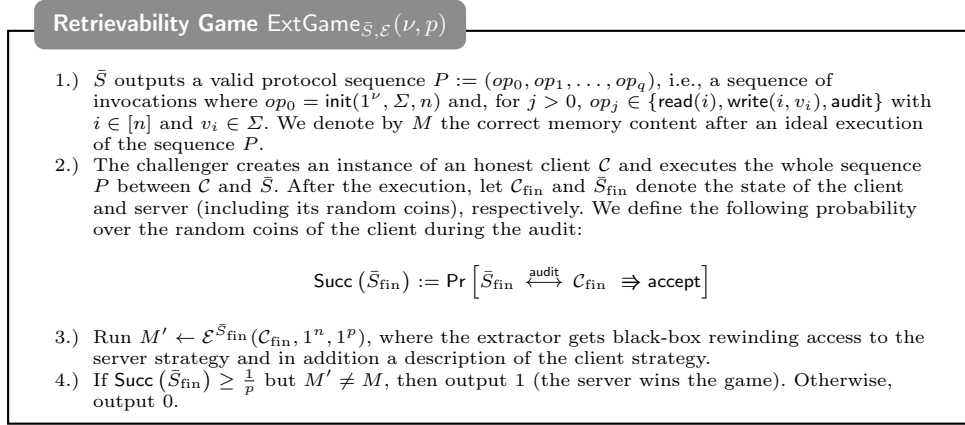 Retrievability Game ExtGame_{S̄,ℰ}(ν, p)
1.) S̄ outputs a valid protocol sequence P := (op₀, op₁, . . . , op_q), i.e., a sequence of
invocations where op₀ = init(1^ν, Σ, n) and, for j > 0, op_j ∈ {read(i), write(i, v_i), audit} with
i ∈ [n] and v_i ∈ Σ. We denote by M the correct memory content after an ideal execution
of the sequence P.
2.) The challenger creates an instance of an honest client 𝒞 and executes the whole sequence
P between 𝒞 and S̄. After the execution, let 𝒞_fin and S̄_fin denote the state of the client
and server (including its random coins), respectively. We define the following probability
over the random coins of the client during the audit:
Succ (S̄_fin) := Pr [S̄_fin ⟷^{audit} 𝒞_fin ⇛ accept]
3.) Run M′ ← ℰ^{S̄_fin}(𝒞_fin, 1^n, 1^p), where the extractor gets black-box rewinding access to the
server strategy and in addition a description of the client strategy.
4.) If Succ (S̄_fin) ≥ 1/p but M′ ≠ M, then output 1 (the server wins the game). Otherwise,
output 0.